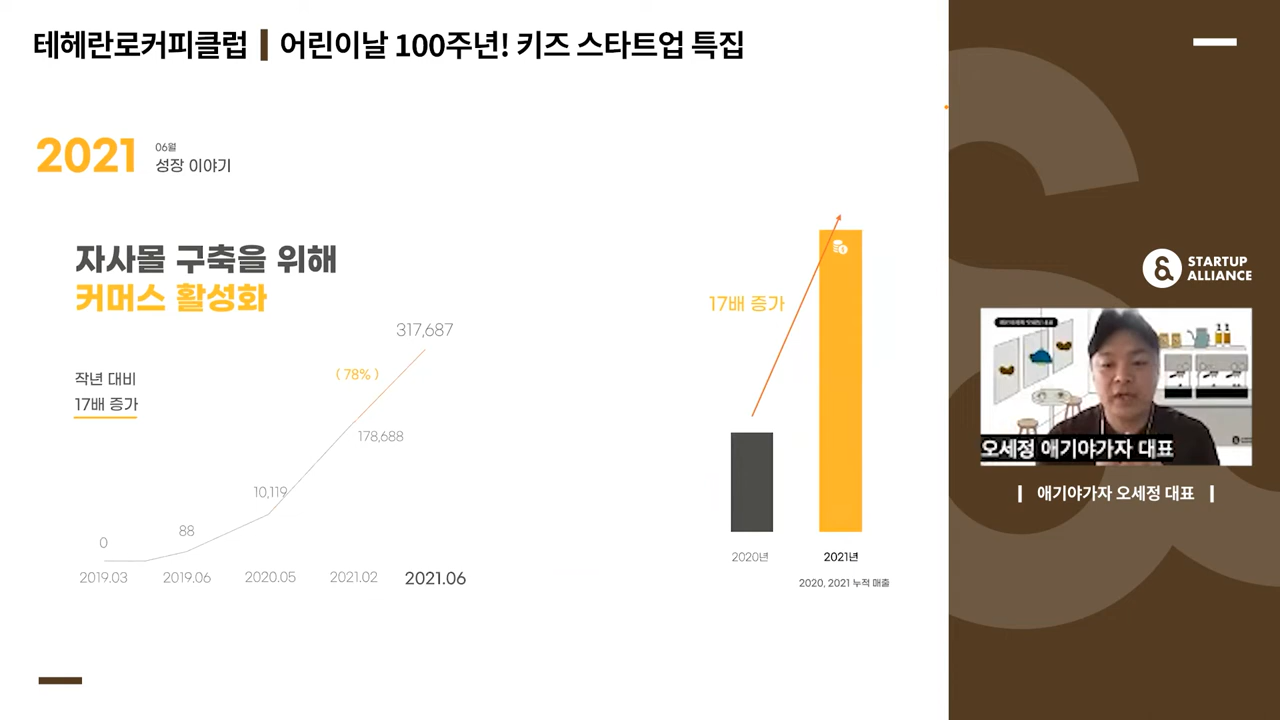 테헤란로커피클럽 | 어린이날 100주년! 키즈 스타트업 특집
2021
06월
성장 이야기
자사몰 구축을 위해
커머스 활성화
작년 대비
17배 증가
317,687
( 78% )
178,688
10,119
88
0
2019.03 2019.06 2020.05 2021.02 2021.06
17배 증가
2020년 2021년
2020, 2021 누적 매출
STARTUP
ALLIANCE
오세정 애기야가자 대표
| 애기야가자 오세정 대표 |